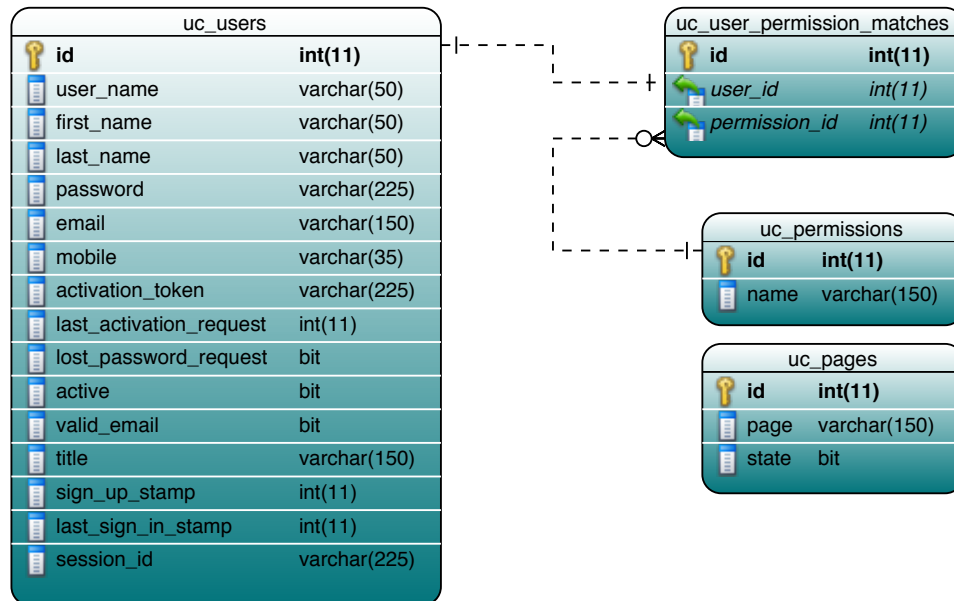 uc_users
id int(11)
user_name varchar(50)
first_name varchar(50)
last_name varchar(50)
password varchar(225)
email varchar(150)
mobile varchar(35)
activation_token varchar(225)
last_activation_request int(11)
lost_password_request bit
active bit
valid_email bit
title varchar(150)
sign_up_stamp int(11)
last_sign_in_stamp int(11)
session_id varchar(225)
uc_user_permission_matches
id int(11)
user_id int(11)
permission_id int(11)
uc_permissions
id int(11)
name varchar(150)
uc_pages
id int(11)
page varchar(150)
state bit